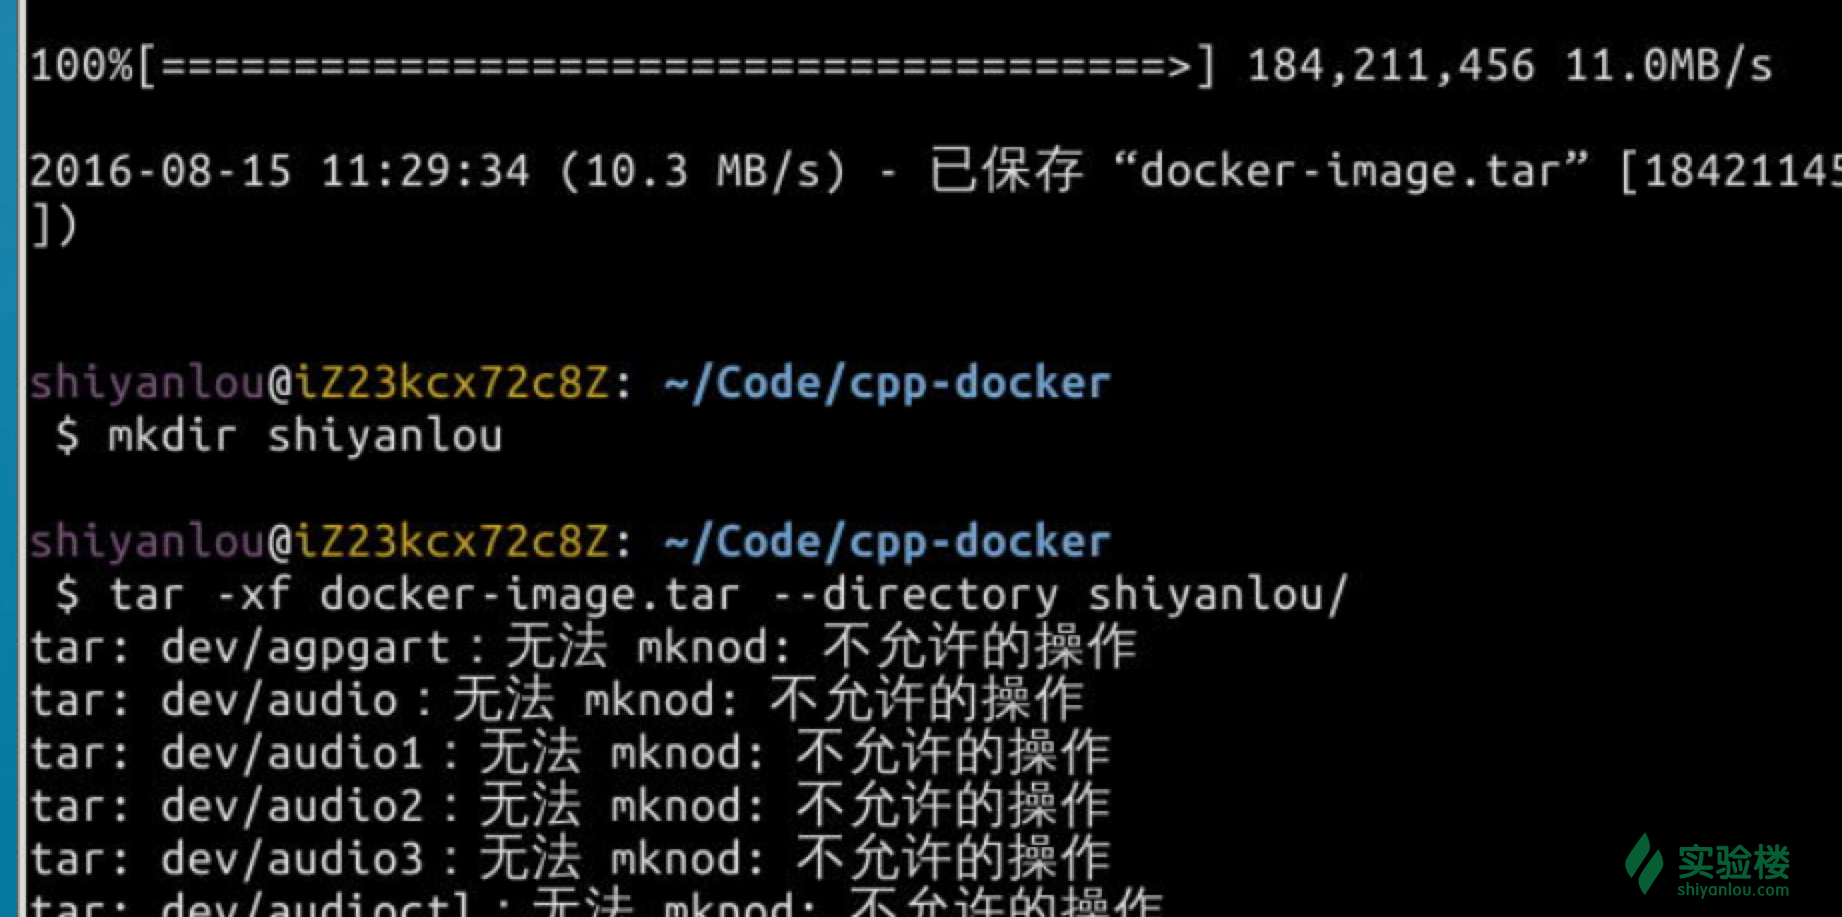 100%[======================================>] 184,211,456 11.0MB/s
2016-08-15 11:29:34 (10.3 MB/s) - 已保存 “docker-image.tar” [18421145
])
shiyanlou@iZ23kcx72c8Z: ~/Code/cpp-docker
$ mkdir shiyanlou
shiyanlou@iZ23kcx72c8Z: ~/Code/cpp-docker
$ tar -xf docker-image.tar --directory shiyanlou/
tar: dev/agpgart：无法 mknod: 不允许的操作
tar: dev/audio：无法 mknod: 不允许的操作
tar: dev/audio1：无法 mknod: 不允许的操作
tar: dev/audio2：无法 mknod: 不允许的操作
tar: dev/audio3：无法 mknod: 不允许的操作
tar: dev/audioctl：无法 mknod: 不允许的操作
实验楼
shiyanlou.com